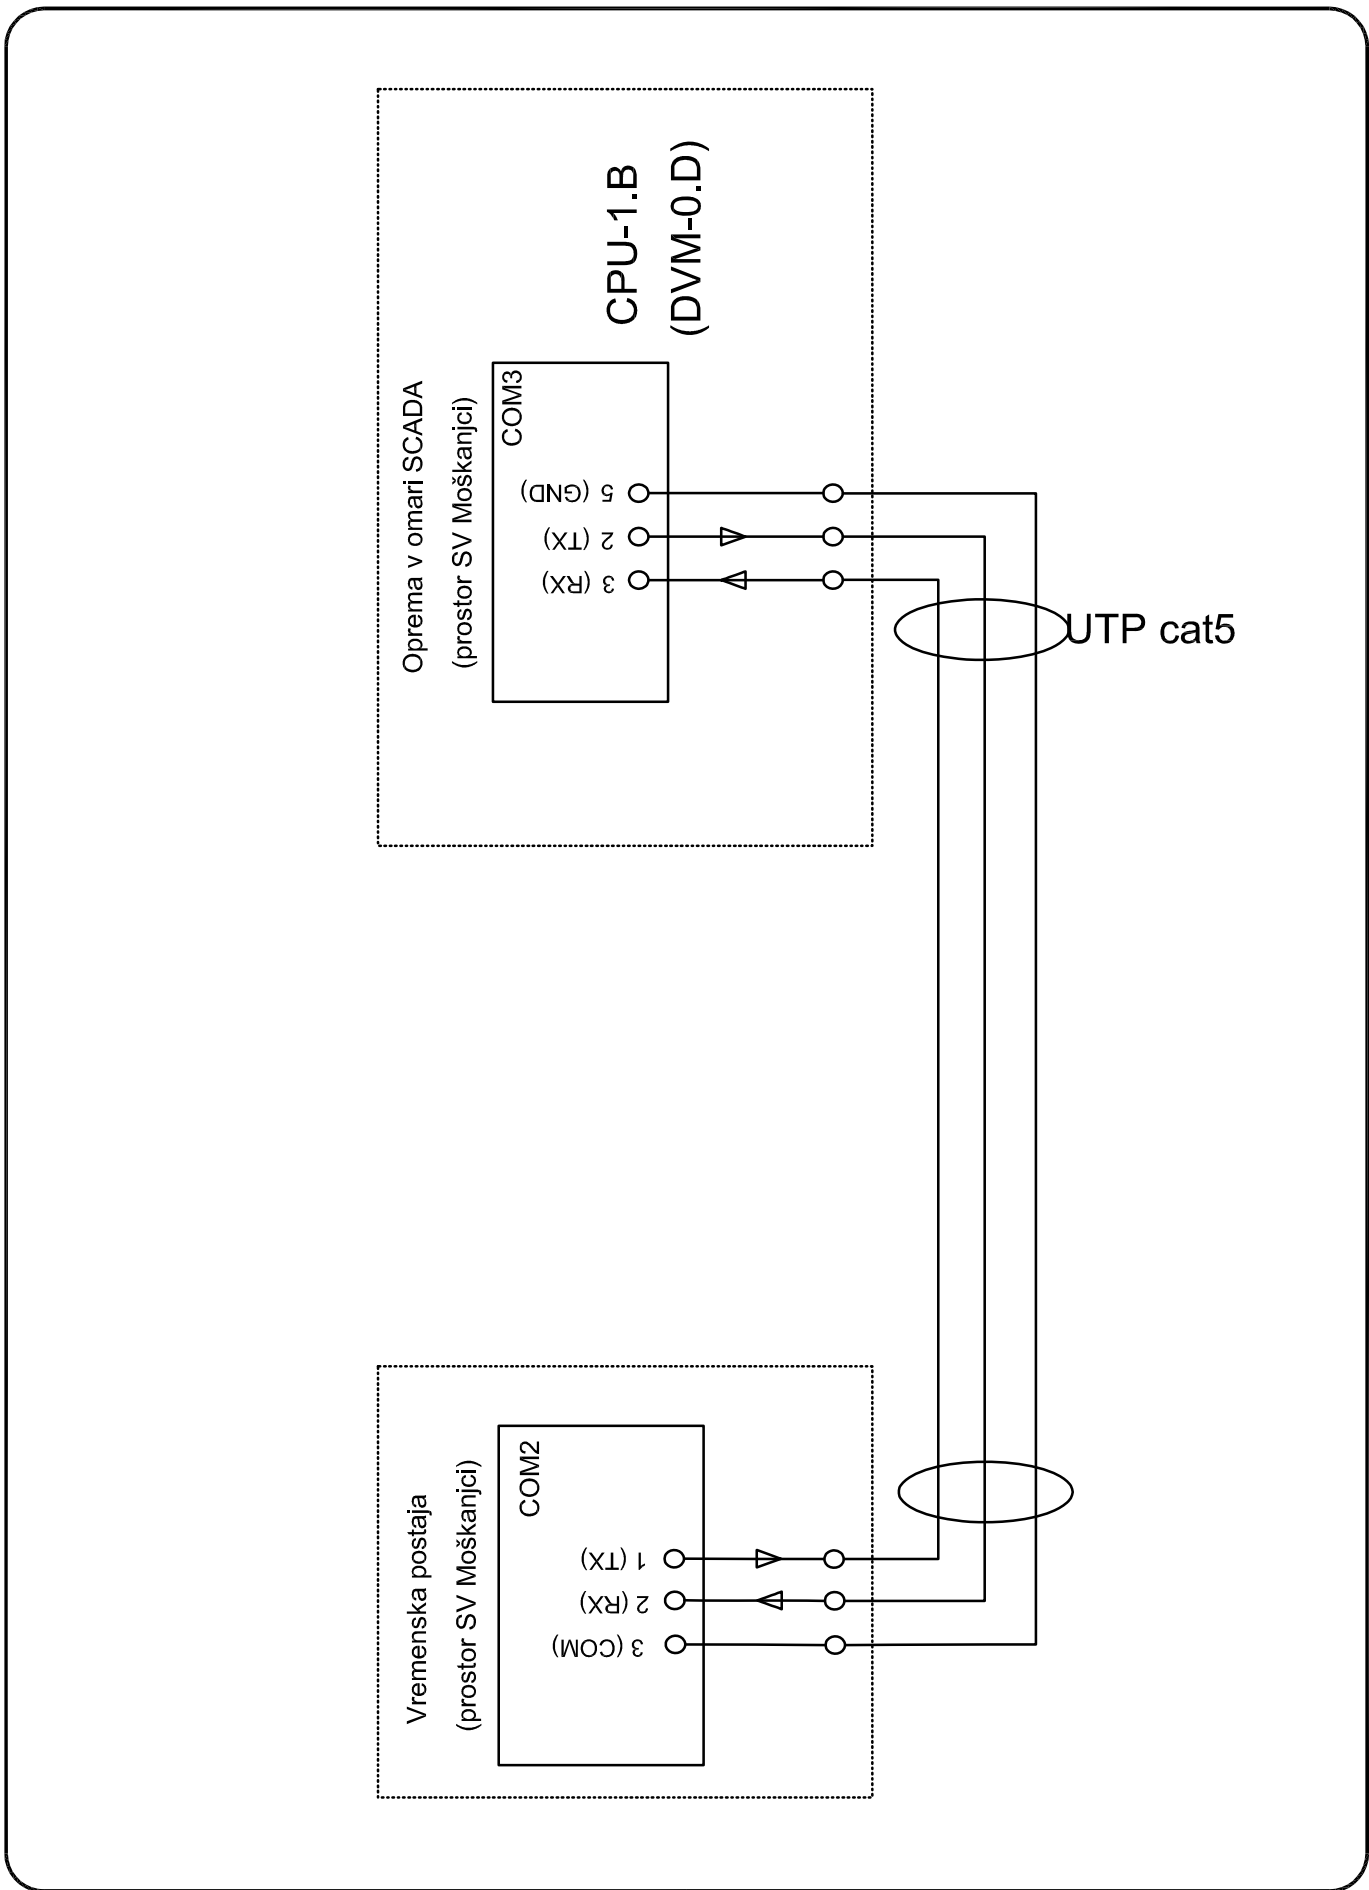 Oprema v omari SCADA
(prostor SV Moškanjci)
CPU-1.B
(DVM-0.D)
COM3
5 (GND)
2 (TX)
3 (RX)
UTP cat5
Vremenska postaja
(prostor SV Moškanjci)
COM2
1 (TX)
2 (RX)
3 (COM)